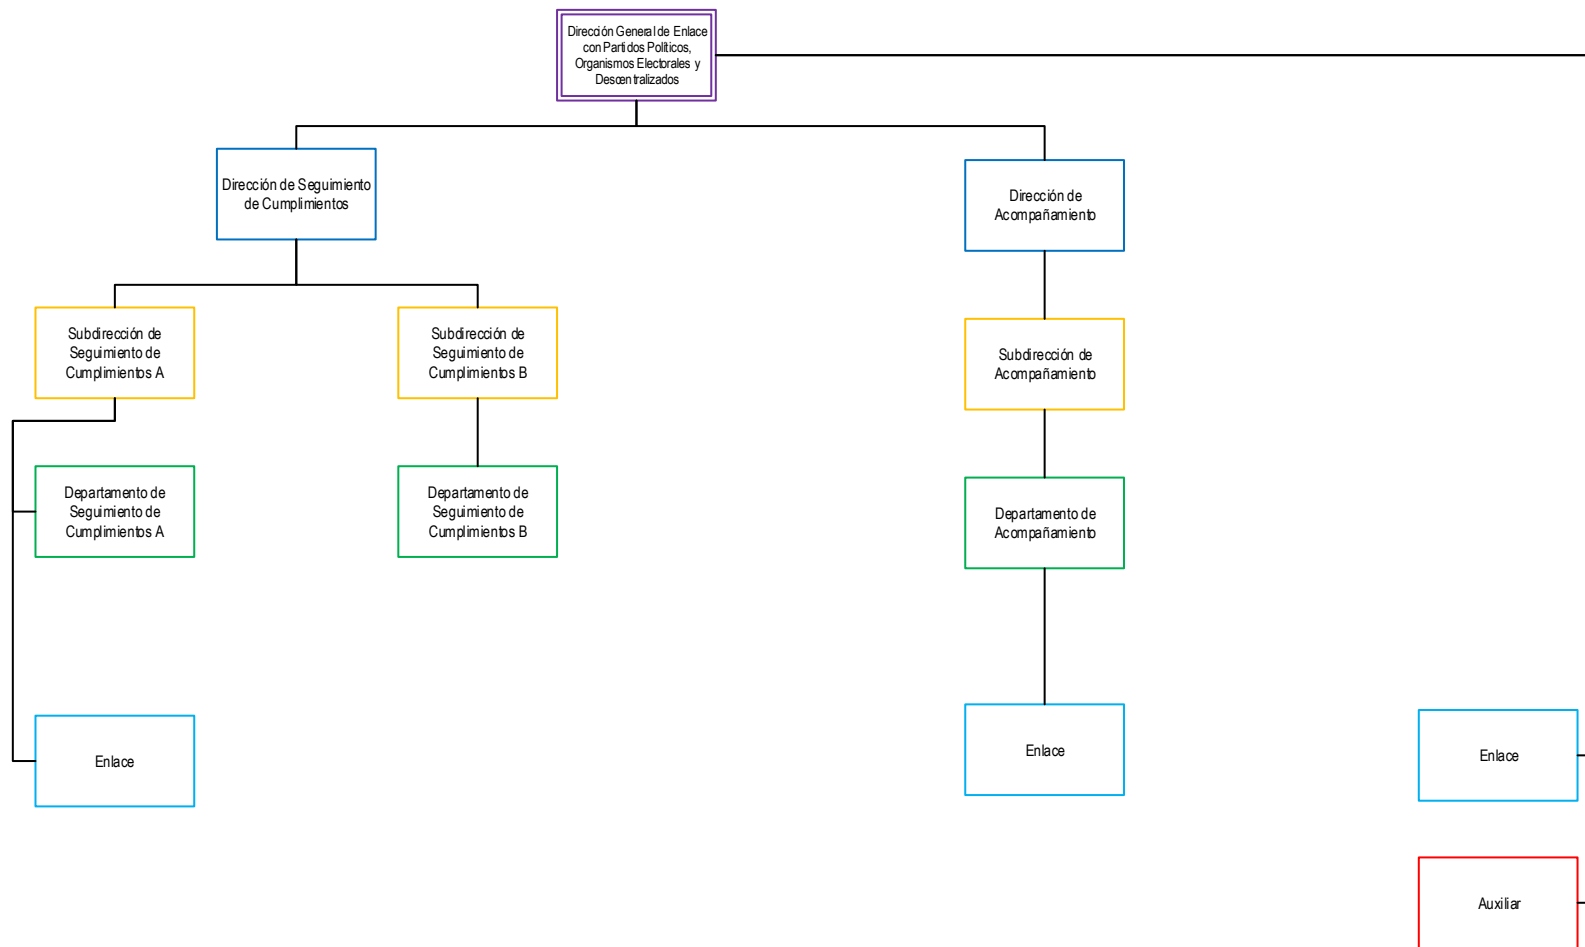 Dirección General de Enlace
con Partidos Políticos,
Organismos Electorales y
Descentralizados
Dirección de Seguimiento
de Cumplimientos
Dirección de
Acompañamiento
Subdirección de
Seguimiento de
Cumplimientos A
Subdirección de
Seguimiento de
Cumplimientos B
Subdirección de
Acompañamiento
Departamento de
Seguimiento de
Cumplimientos A
Departamento de
Seguimiento de
Cumplimientos B
Departamento de
Acompañamiento
Enlace
Enlace
Enlace
Auxiliar